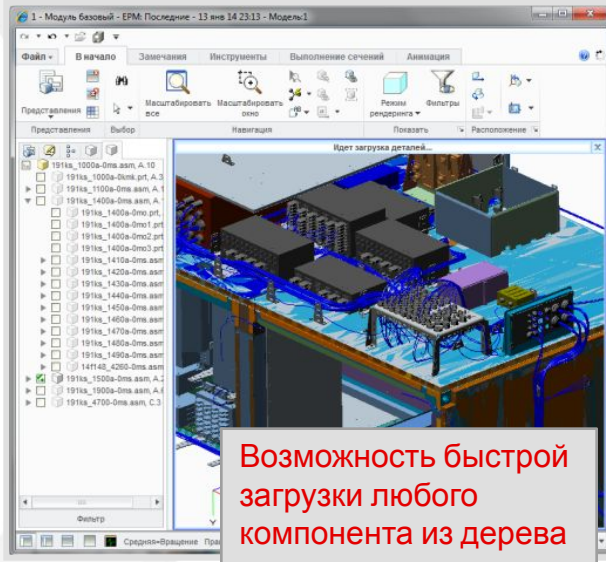 1 - Модуль базовый - EPM: Последние - 13 янв 14 23:13 - Модель:1
Файл
В начало
Замечания
Инструменты
Выполнение сечений
Анимация
Представления
Масштабировать все
Масштабировать окно
Режим рендеринга
Фильтры
Представления
Выбор
Навигация
Показать
Расположение
Идет загрузка деталей...
191ks_1000a-0ms.asm, A.10
191ks_1000a-0kmk.prt, A.3
191ks_1100a-0ms.asm, A.1
191ks_1400a-0ms.asm, A.
191ks_1400a-0mo.prt,
191ks_1400a-0mo1.prt
191ks_1400a-0mo2.prt
191ks_1400a-0mo3.prt
191ks_1410a-0ms.asm
191ks_1420a-0ms.asm
191ks_1430a-0ms.asm
191ks_1440a-0ms.asm
191ks_1450a-0ms.asm
191ks_1460a-0ms.asm
191ks_1470a-0ms.asm
191ks_1480a-0ms.asm
191ks_1490a-0ms.asm
14f148_4260-0ms.asm
191ks_1500a-0ms.asm, A.2
191ks_1900a-0ms.asm, A.6
191ks_4700-0ms.asm, C.3
Фильтр
Y
Средняя=Вращение
Возможность быстрой
загрузки любого
компонента из дерева